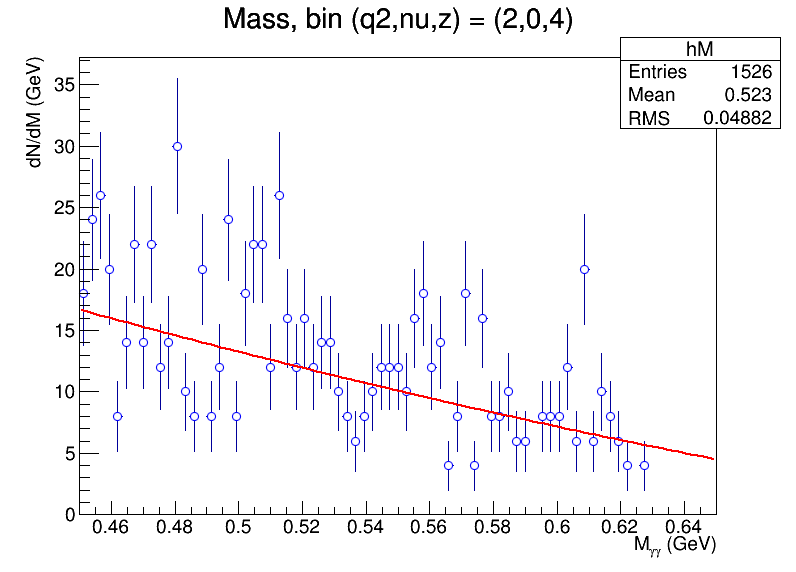 Mass, bin (q2,nu,z) = (2,0,4)
hM
Entries 1526
Mean 0.523
RMS 0.04882
dN/dM (GeV)
35
30
25
20
15
10
5
0
0.46 0.48 0.5 0.52 0.54 0.56 0.58 0.6 0.62 0.64
Mγγ (GeV)